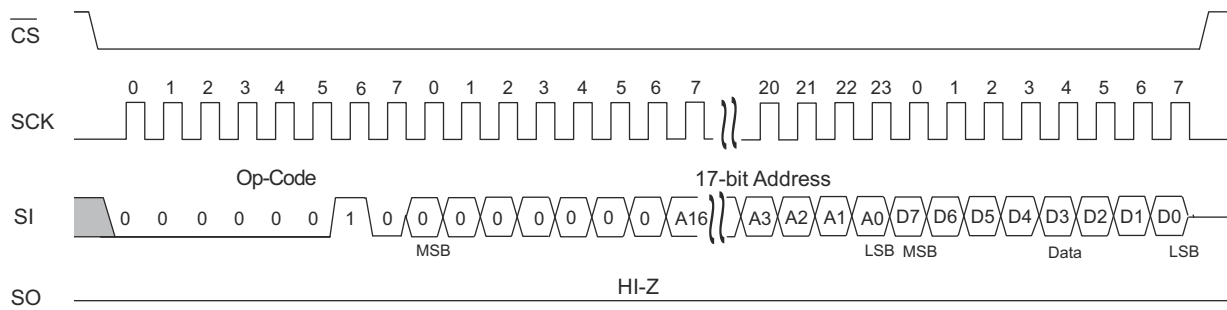 CS
0 1 2 3 4 5 6 7 0 1 2 3 4 5 6 7 20 21 22 23 0 1 2 3 4 5 6 7
SCK
Op-Code 17-bit Address
SI 0 0 0 0 0 0 1 0 0 0 0 0 0 0 0 A16 A3 A2 A1 A0 D7 D6 D5 D4 D3 D2 D1 D0
MSB LSB MSB Data LSB
HI-Z
SO